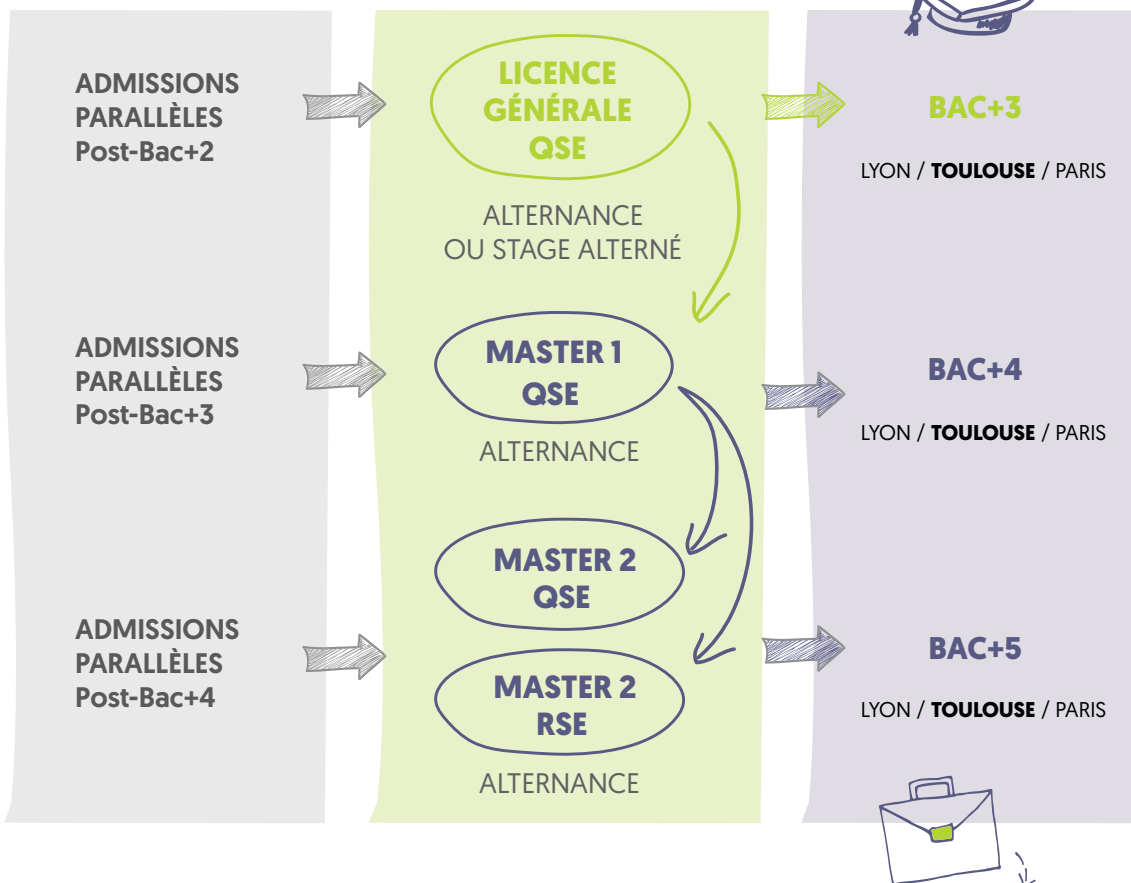 ADMISSIONS
PARALLÈLES
Post-Bac+2
LICENCE
GÉNÉRALE
QSE
ALTERNANCE
OU STAGE ALTERNÉ
BAC+3
LYON / TOULOUSE / PARIS
ADMISSIONS
PARALLÈLES
Post-Bac+3
MASTER 1
QSE
ALTERNANCE
BAC+4
LYON / TOULOUSE / PARIS
ADMISSIONS
PARALLÈLES
Post-Bac+4
MASTER 2
QSE
MASTER 2
RSE
ALTERNANCE
BAC+5
LYON / TOULOUSE / PARIS